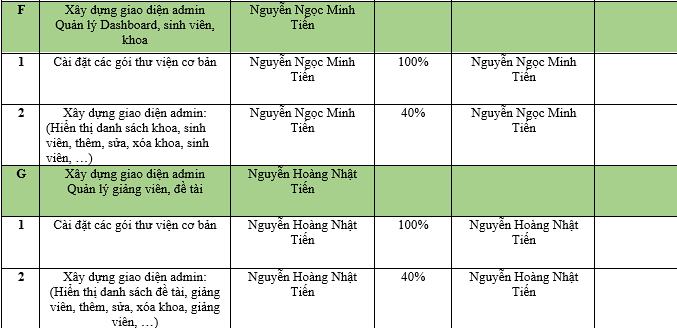 F
Xây dựng giao diện admin
Quản lý Dashboard, sinh viên,
khoa
Nguyễn Ngọc Minh
Tiến
1
Cài đặt các gói thư viện cơ bản
Nguyễn Ngọc Minh
Tiến
100%
Nguyễn Ngọc Minh
Tiến
2
Xây dựng giao diện admin:
(Hiển thị danh sách khoa, sinh
viên, thêm, sửa, xóa khoa, sinh
viên, …)
Nguyễn Ngọc Minh
Tiến
40%
Nguyễn Ngọc Minh
Tiến
G
Xây dựng giao diện admin
Quản lý giảng viên, đề tài
Nguyễn Hoàng Nhật
Tiến
1
Cài đặt các gói thư viện cơ bản
Nguyễn Hoàng Nhật
Tiến
100%
Nguyễn Hoàng Nhật
Tiến
2
Xây dựng giao diện admin:
(Hiển thị danh sách đề tài, giảng
viên, thêm, sửa, xóa khoa, giảng
viên, …)
Nguyễn Hoàng Nhật
Tiến
40%
Nguyễn Hoàng Nhật
Tiến